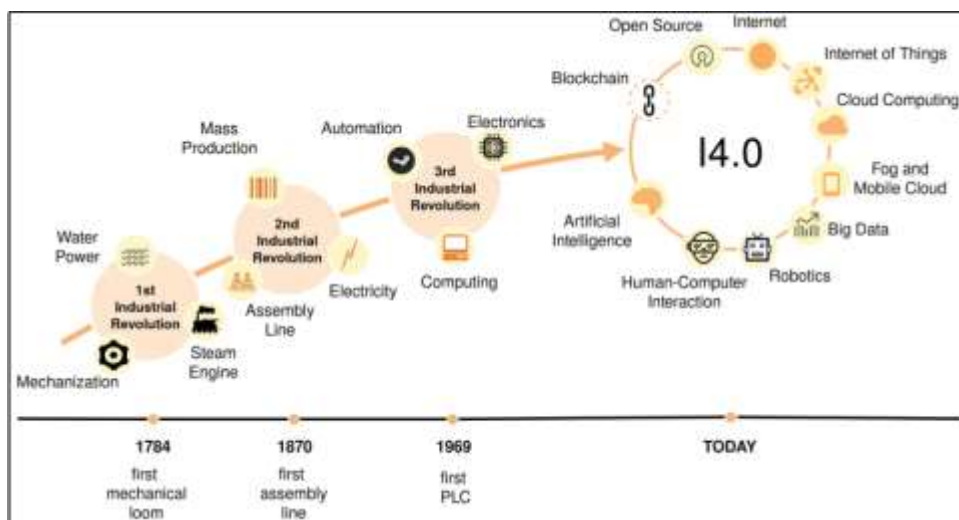 Open Source
Internet
Internet of Things
Blockchain
Cloud Computing
Mass
Production
Automation
Electronics
I4.0
3rd
Industrial
Revolution
Fog and
Mobile Cloud
Water
Power
2nd
Industrial
Revolution
Artificial
Intelligence
Big Data
Human-Computer
Interaction
Robotics
Computing
Electricity
Assembly
Line
1st
Industrial
Revolution
Steam
Engine
Mechanization
1784
first
mechanical
loom
1870
first
assembly
line
1969
first
PLC
TODAY